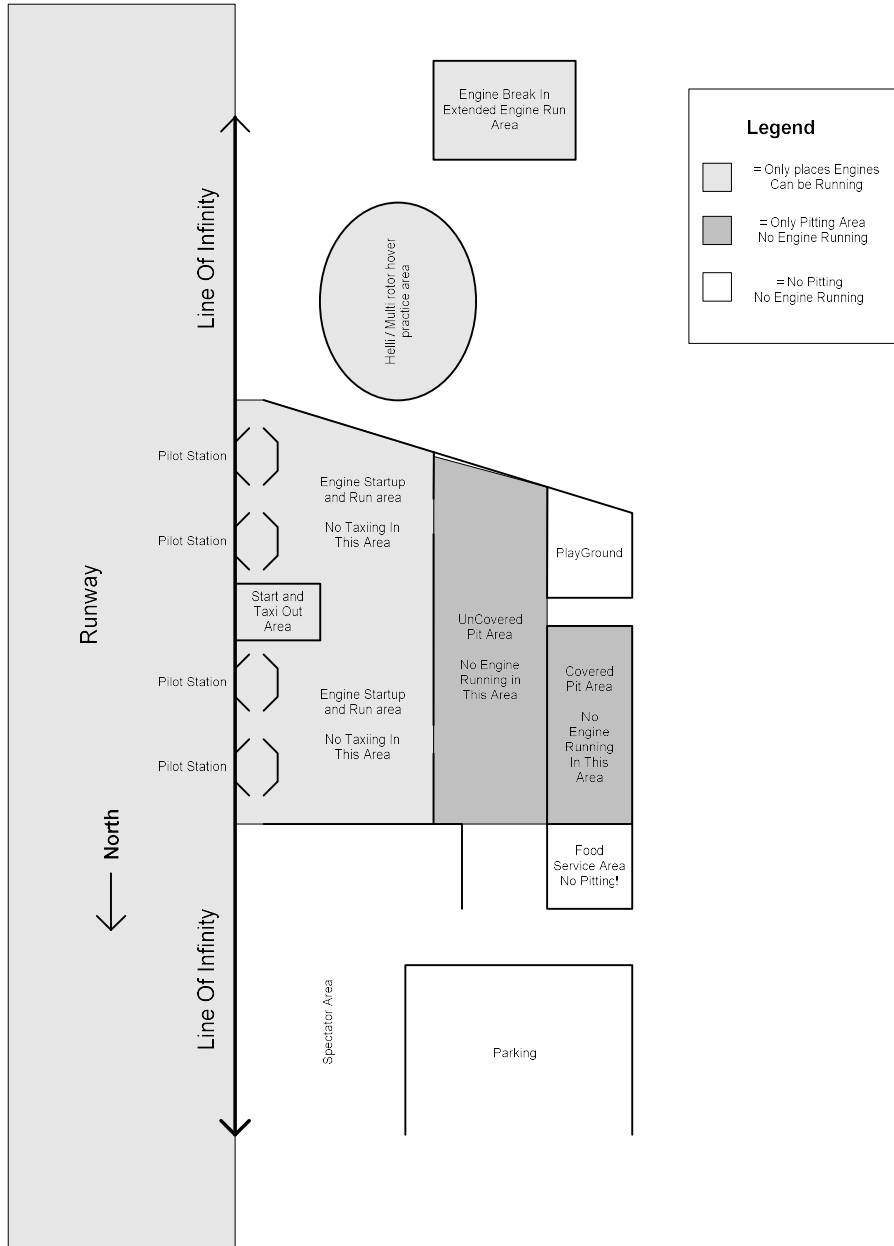 Engine Break In
Extended Engine Run
Area
Legend
= Only places Engines
Can be Running
= Only Pitting Area
No Engine Running
= No Pitting
No Engine Running
Line Of Infinity
Helli / Multi rotor hover
practice area
Pilot Station
Engine Startup
and Run area
No Taxiing In
This Area
Pilot Station
PlayGround
Runway
Start and
Taxi Out
Area
UnCovered
Pit Area
No Engine
Running in
This Area
Covered
Pit Area
No
Engine
Running
In This
Area
Pilot Station
Engine Startup
and Run area
No Taxiing In
This Area
Pilot Station
North
Food
Service Area
No Pitting!
Line Of Infinity
Spectator Area
Parking